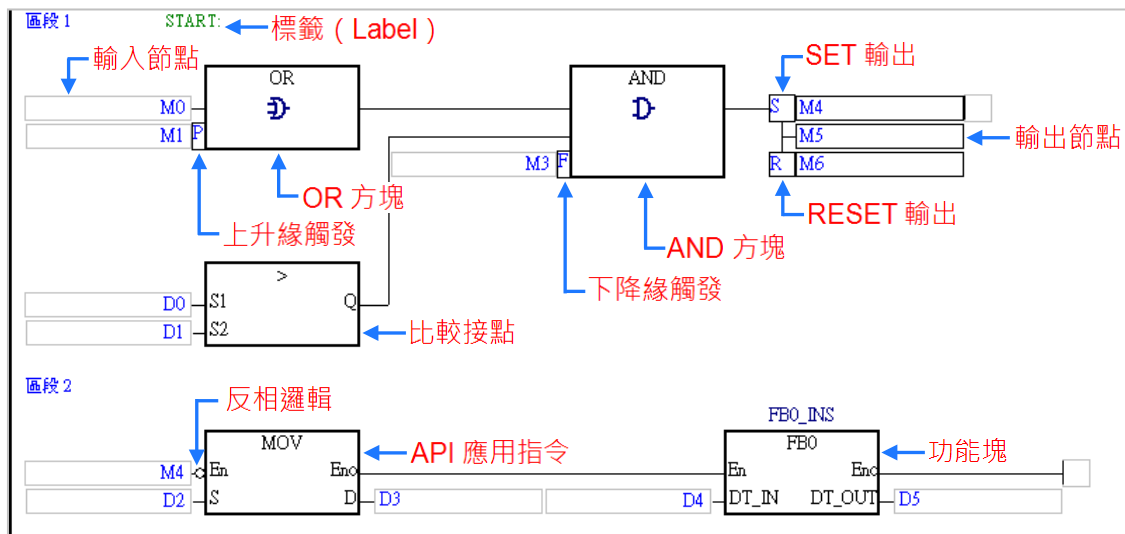 區段 1
START:
標籤（Label）
輸入節點
OR
AND
SET 輸出
M0
S
M4
M1
P
M5
輸出節點
M3
F
R
M6
OR 方塊
RESET 輸出
上升緣觸發
AND 方塊
>
下降緣觸發
D0
S1
Q
D1
S2
比較接點
區段 2
反相邏輯
FB0_INS
MOV
API 應用指令
FB0
功能塊
M4
En
Eno
En
Eno
D2
S
D
D3
D4
DT_IN
DT_OUT
D5